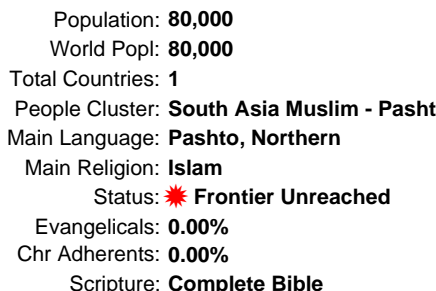 Population: 80,000
World Popl: 80,000
Total Countries: 1
People Cluster: South Asia Muslim - Pasht
Main Language: Pashto, Northern
Main Religion: Islam
Status: Frontier Unreached
Evangelicals: 0.00%
Chr Adherents: 0.00%
Scripture: Complete Bible